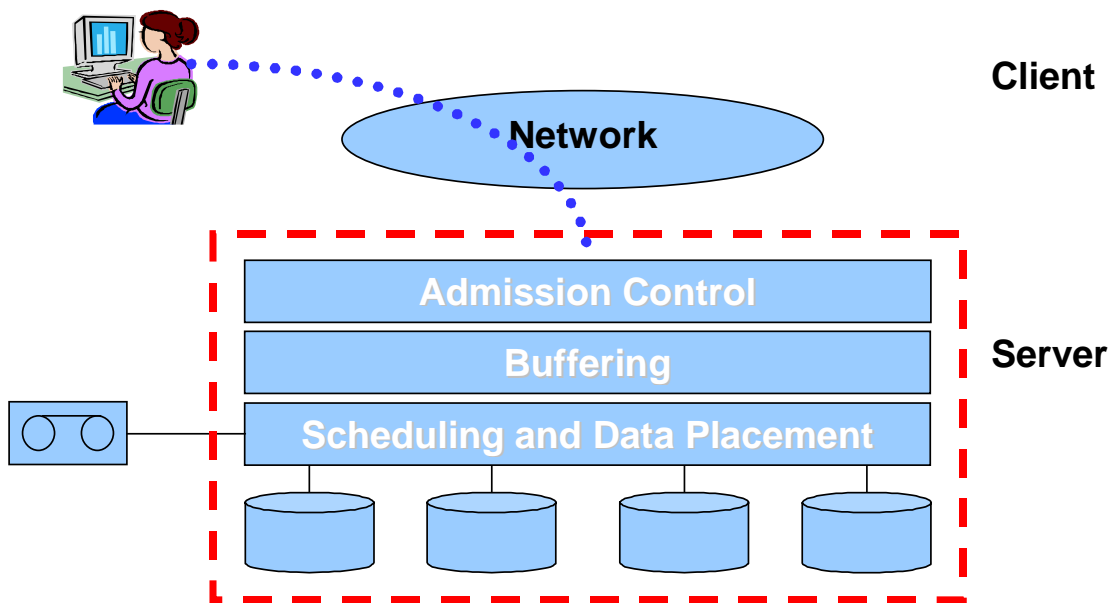 Client
Network
Admission Control
Buffering
Server
Scheduling and Data Placement